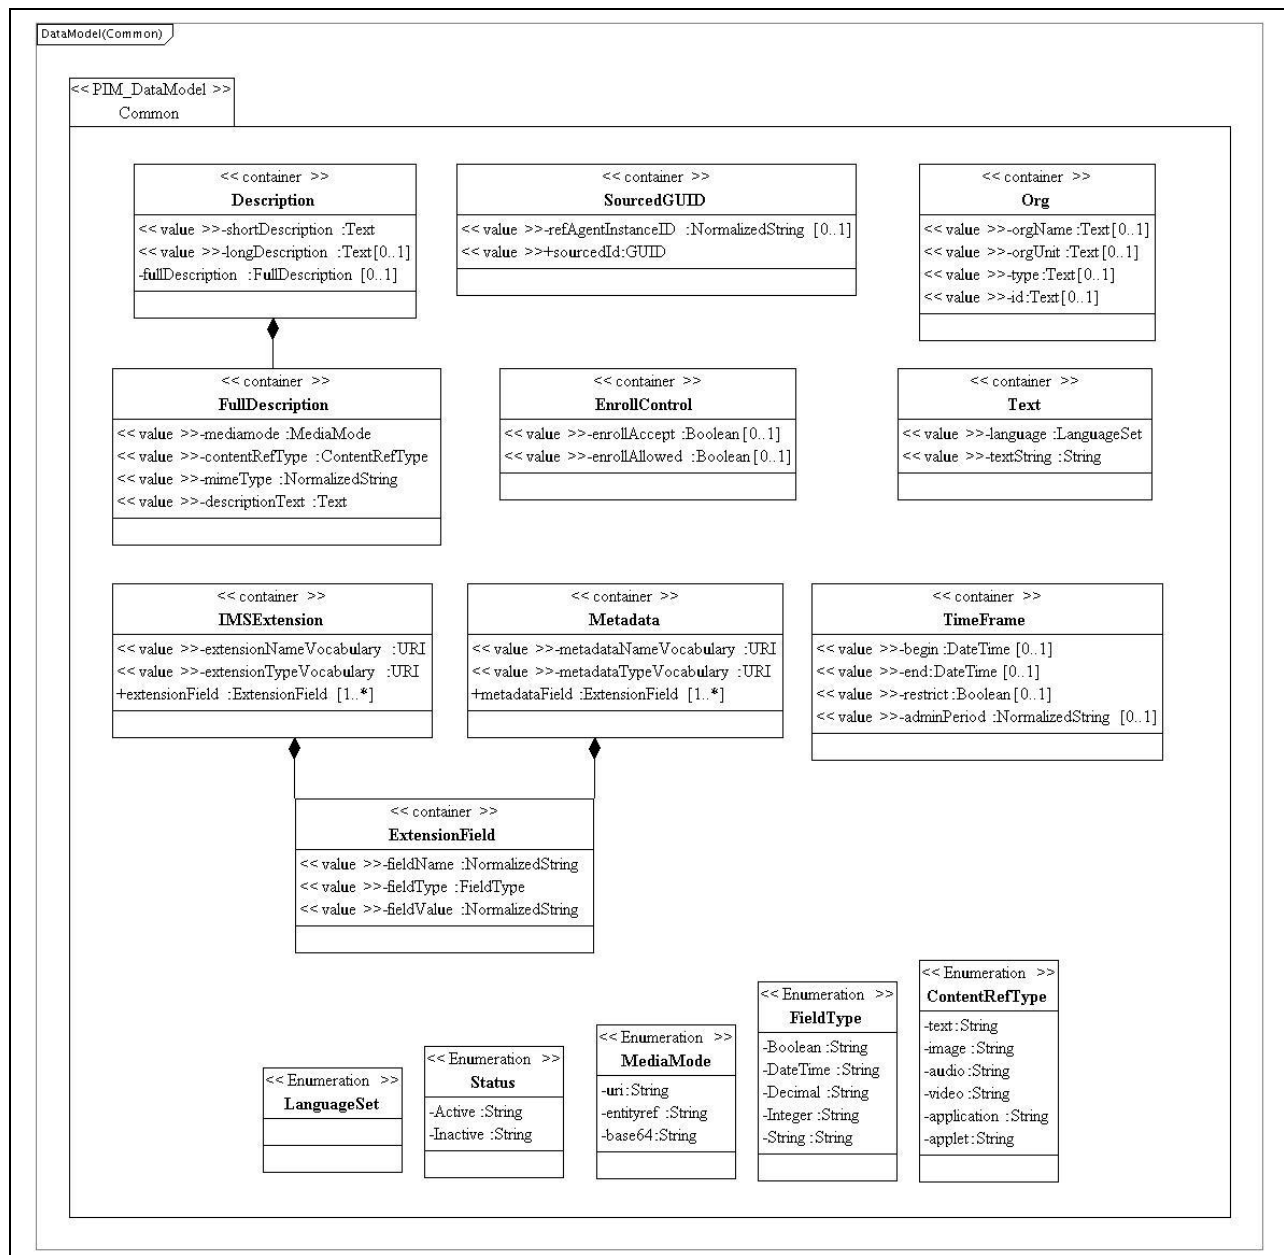 DataModel(Common)
<< PIM_DataModel >>
Common
<< container >>
Description
<< value >>-shortDescription :Text
<< value >>-longDescription :Text[0..1]
-fullDescription :FullDescription [0..1]
<< container >>
SourcedGUID
<< value >>-refAgentInstanceID :NormalizedString [0..1]
<< value >>+sourcedId:GUID
<< container >>
Org
<< value >>-orgName:Text[0..1]
<< value >>-orgUnit :Text[0..1]
<< value >>-type:Text[0..1]
<< value >>-id:Text[0..1]
<< container >>
FullDescription
<< value >>-mediamode :MediaMode
<< value >>-contentRefType :ContentRefType
<< value >>-mimeType :NormalizedString
<< value >>-descriptionText :Text
<< container >>
EnrollControl
<< value >>-enrollAccept :Boolean[0..1]
<< value >>-enrollAllowed :Boolean[0..1]
<< container >>
Text
<< value >>-language :LanguageSet
<< value >>-textString :String
<< container >>
IMSExtension
<< value >>-extensionNameVocabulary :URI
<< value >>-extensionTypeVocabulary :URI
+extensionField :ExtensionField [1..*]
<< container >>
Metadata
<< value >>-metadataNameVocabulary :URI
<< value >>-metadataTypeVocabulary :URI
+metadataField :ExtensionField [1..*]
<< container >>
TimeFrame
<< value >>-begin :DateTime [0..1]
<< value >>-end:DateTime [0..1]
<< value >>-restrict:Boolean[0..1]
<< value >>-adminPeriod :NormalizedString [0..1]
<< container >>
ExtensionField
<< value >>-fieldName :NormalizedString
<< value >>-fieldType :FieldType
<< value >>-fieldValue :NormalizedString
<< Enumeration >>
LanguageSet
<< Enumeration >>
Status
-Active :String
-Inactive :String
<< Enumeration >>
MediaMode
-uri:String
-entityref :String
-base64:String
<< Enumeration >>
FieldType
-Boolean :String
-DateTime :String
-Decimal :String
-Integer :String
-String :String
<< Enumeration >>
ContentRefType
-text:String
-image:String
-audio:String
-video:String
-application :String
-applet:String